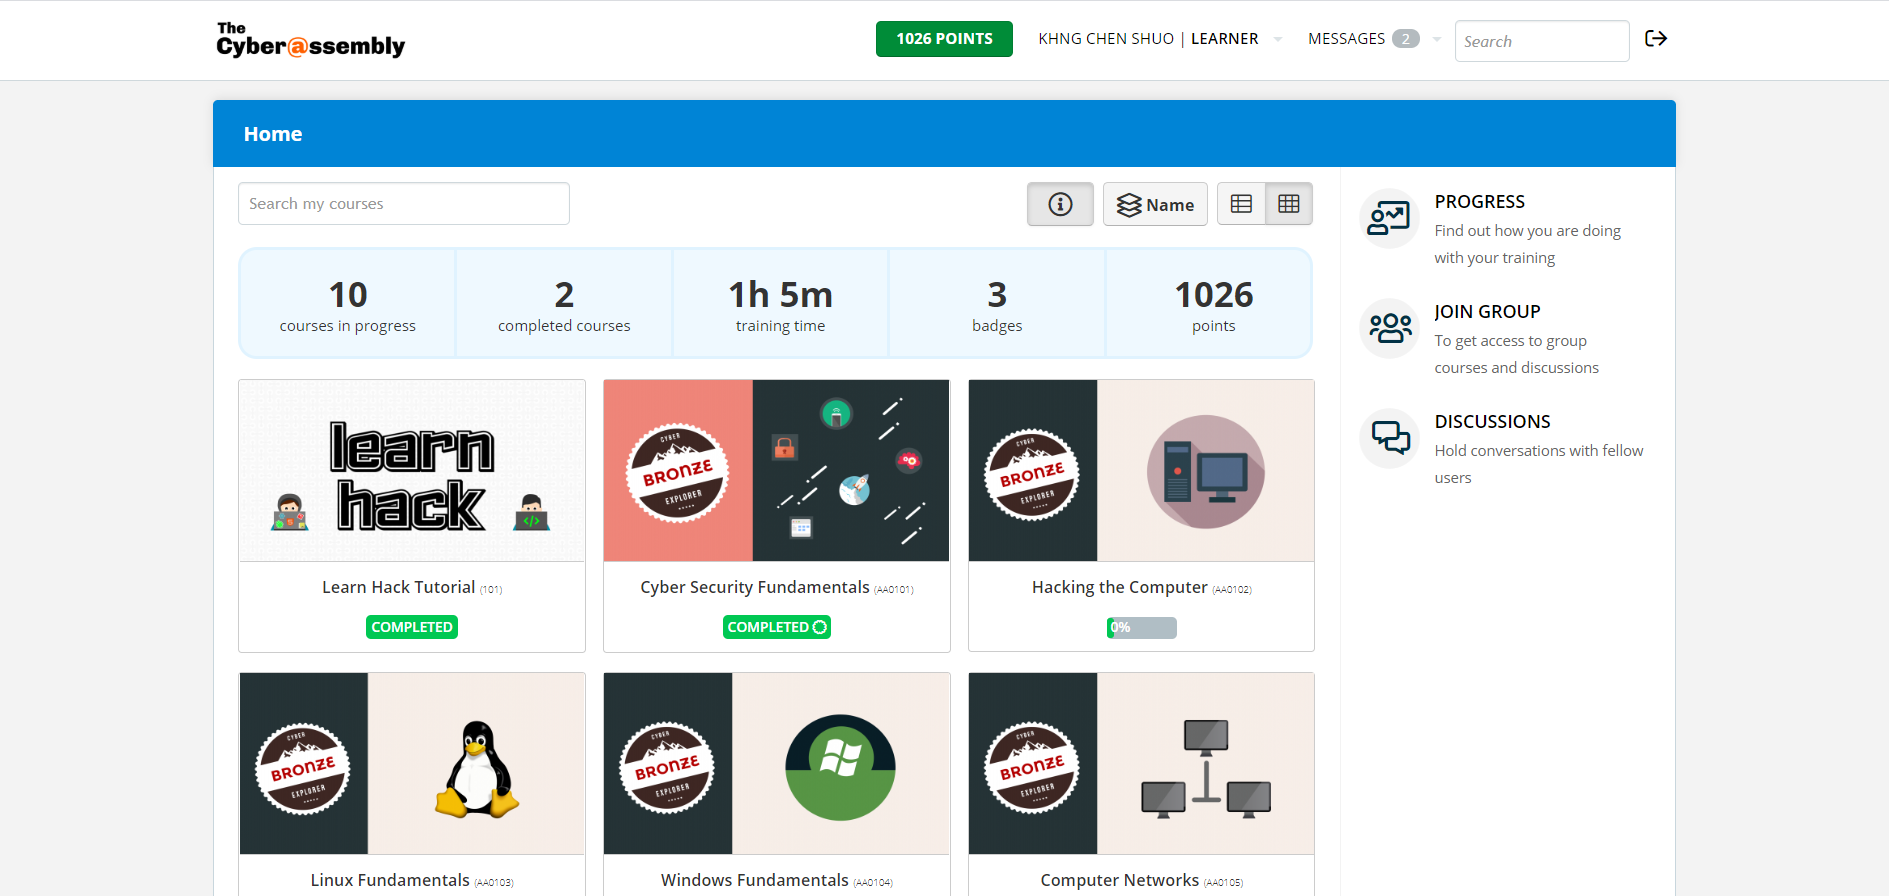 The
Cyber@ssembly
1026 POINTS
KHNG CHEN SHUO | LEARNER
MESSAGES 2
Search
Home
Search my courses
Name
10
courses in progress
2
completed courses
1h 5m
training time
3
badges
1026
points
PROGRESS
Find out how you are doing
with your training
JOIN GROUP
To get access to group
courses and discussions
DISCUSSIONS
Hold conversations with fellow
users
learn
hack
</>
Learn Hack Tutorial (101)
COMPLETED
CYBER
BRONZE
EXPLORER
Cyber Security Fundamentals (AA0101)
COMPLETED
CYBER
BRONZE
EXPLORER
Hacking the Computer (AA0102)
0%
CYBER
BRONZE
EXPLORER
Linux Fundamentals (AA0103)
CYBER
BRONZE
EXPLORER
Windows Fundamentals (AA0104)
CYBER
BRONZE
EXPLORER
Computer Networks (AA0105)